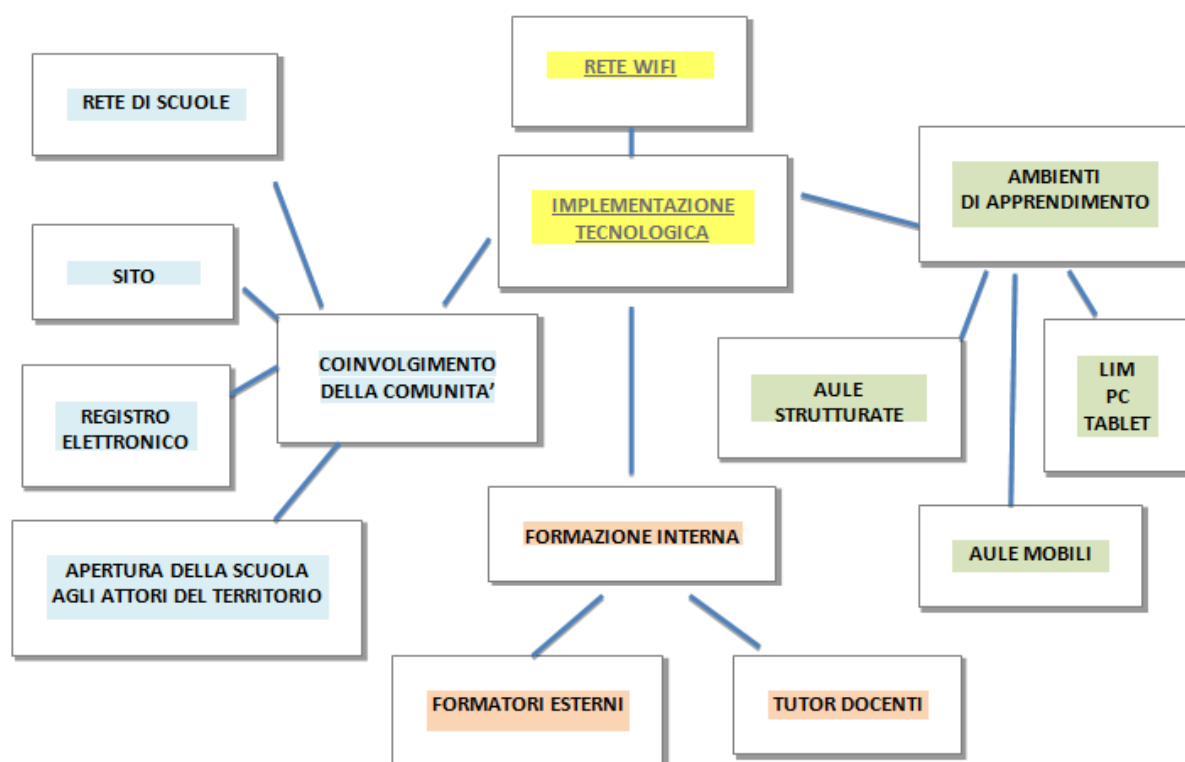 RETE WIFI
RETE DI SCUOLE
IMPLEMENTAZIONE
TECNOLOGICA
AMBIENTI
DI APPRENDIMENTO
SITO
COINVOLGIMENTO
DELLA COMUNITA’
REGISTRO
ELETTRONICO
AULE
STRUTTURATE
LIM
PC
TABLET
FORMAZIONE INTERNA
AULE MOBILI
APERTURA DELLA SCUOLA
AGLI ATTORI DEL TERRITORIO
FORMATORI ESTERNI
TUTOR DOCENTI